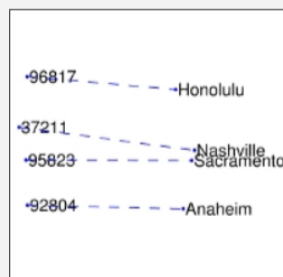 96817
Honolulu
37211
Nashville
95823
Sacramento
92804
Anaheim